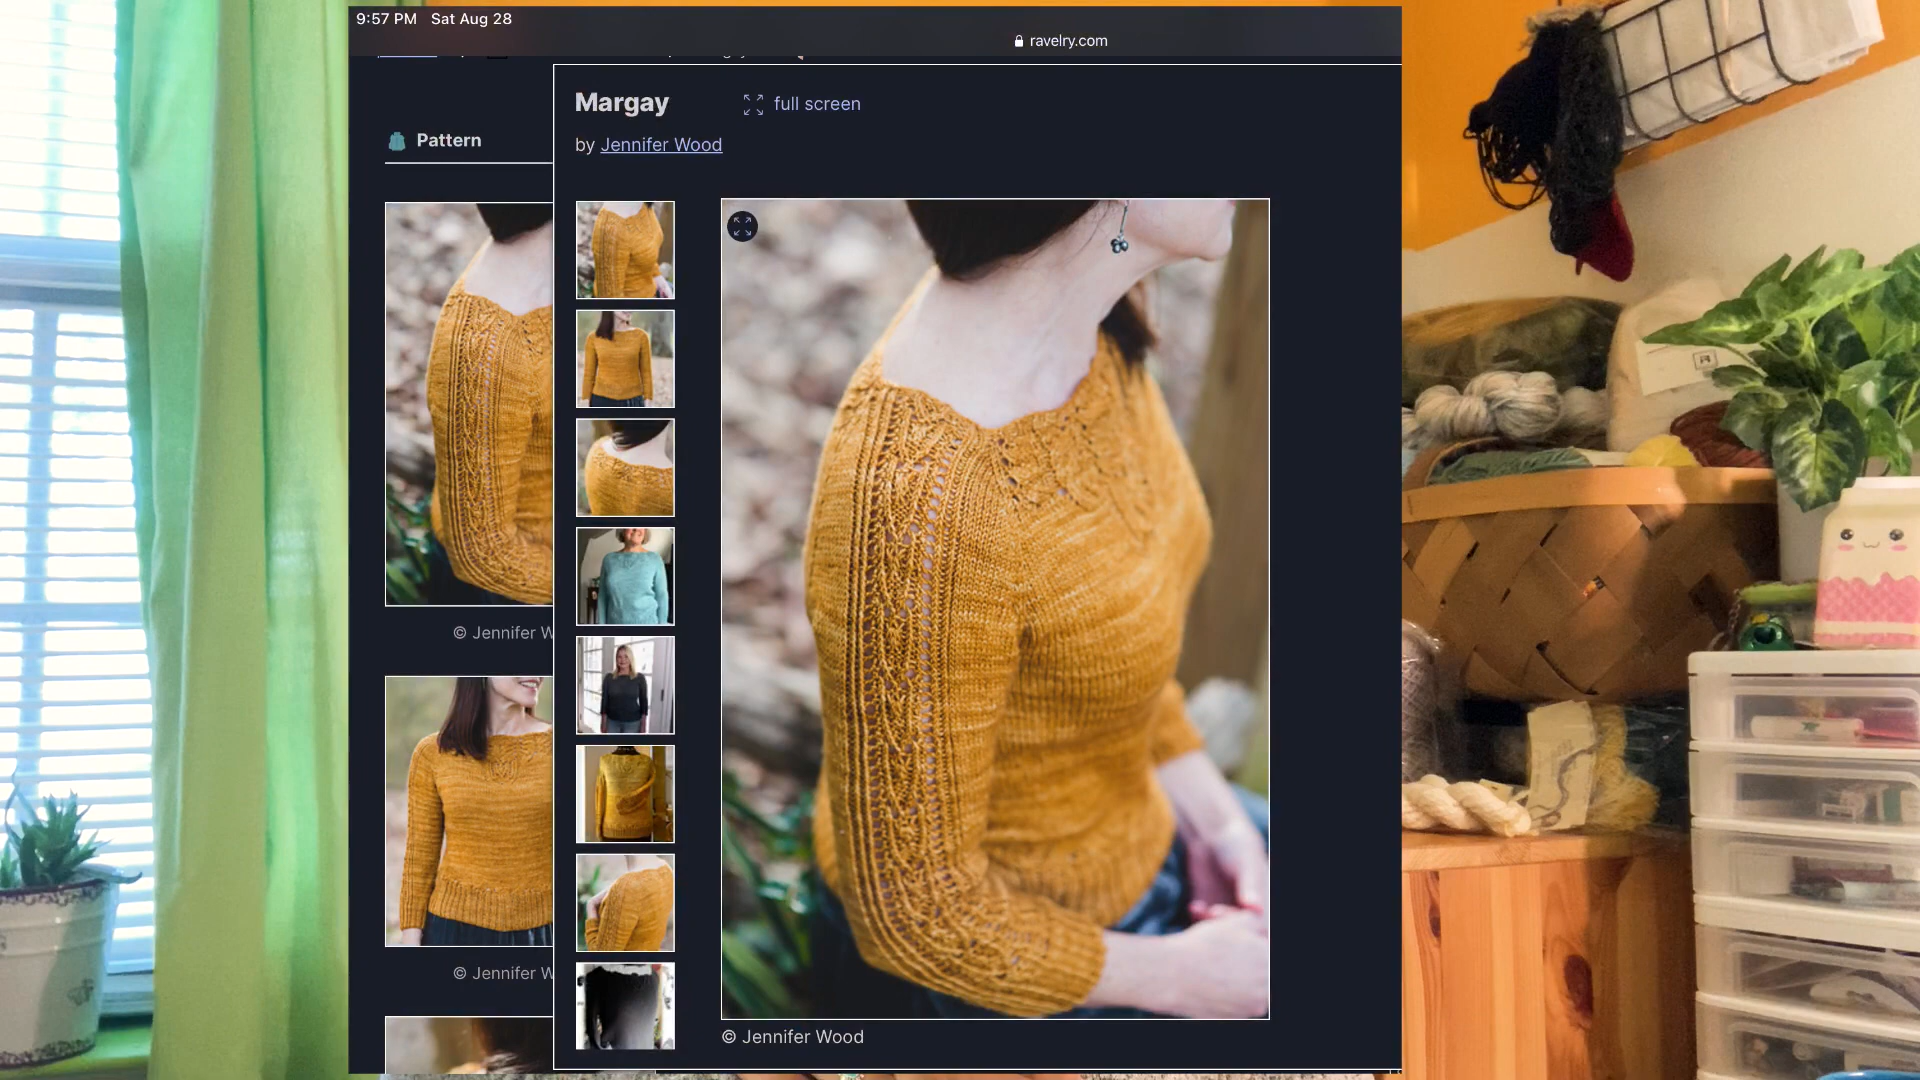 9:57 PM Sat Aug 28
ravelry.com
Margay
full screen
by Jennifer Wood
Pattern
© Jennifer W
© Jennifer W
© Jennifer Wood